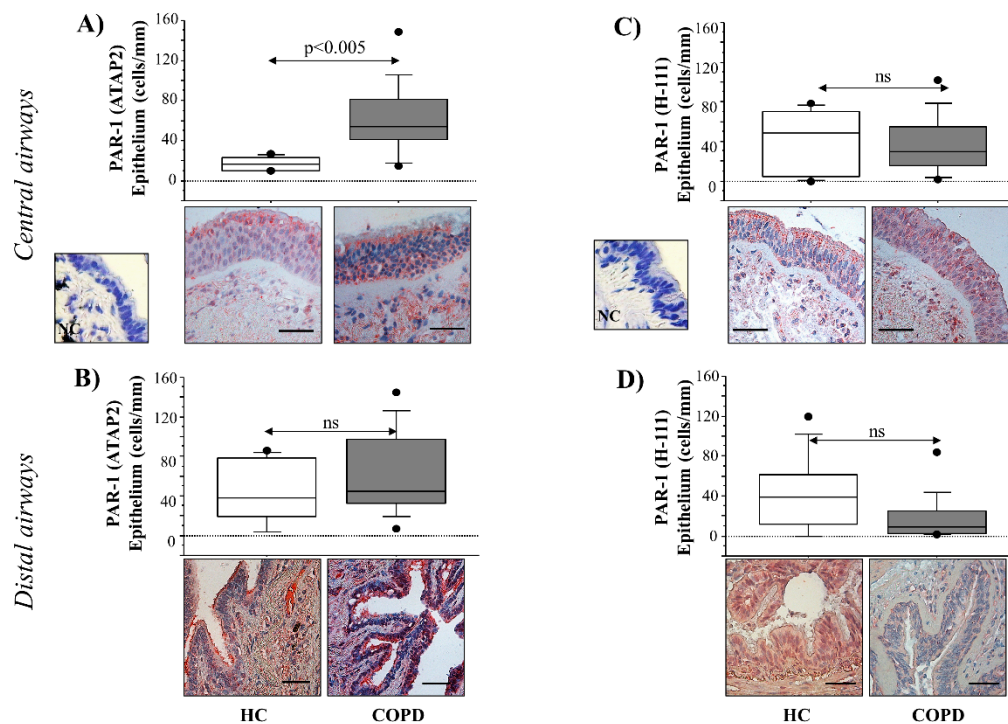 Central airways
A)
PAR-1 (ATAP2)
Epithelium (cells/mm)
160
120
80
40
0
p<0.005
NC
C)
PAR-1 (H-111)
Epithelium (cells/mm)
160
120
80
40
0
ns
NC
Distal airways
B)
PAR-1 (ATAP2)
Epithelium (cells/mm)
160
120
80
40
0
ns
HC
COPD
D)
PAR-1 (H-111)
Epithelium (cells/mm)
160
120
80
40
0
ns
HC
COPD